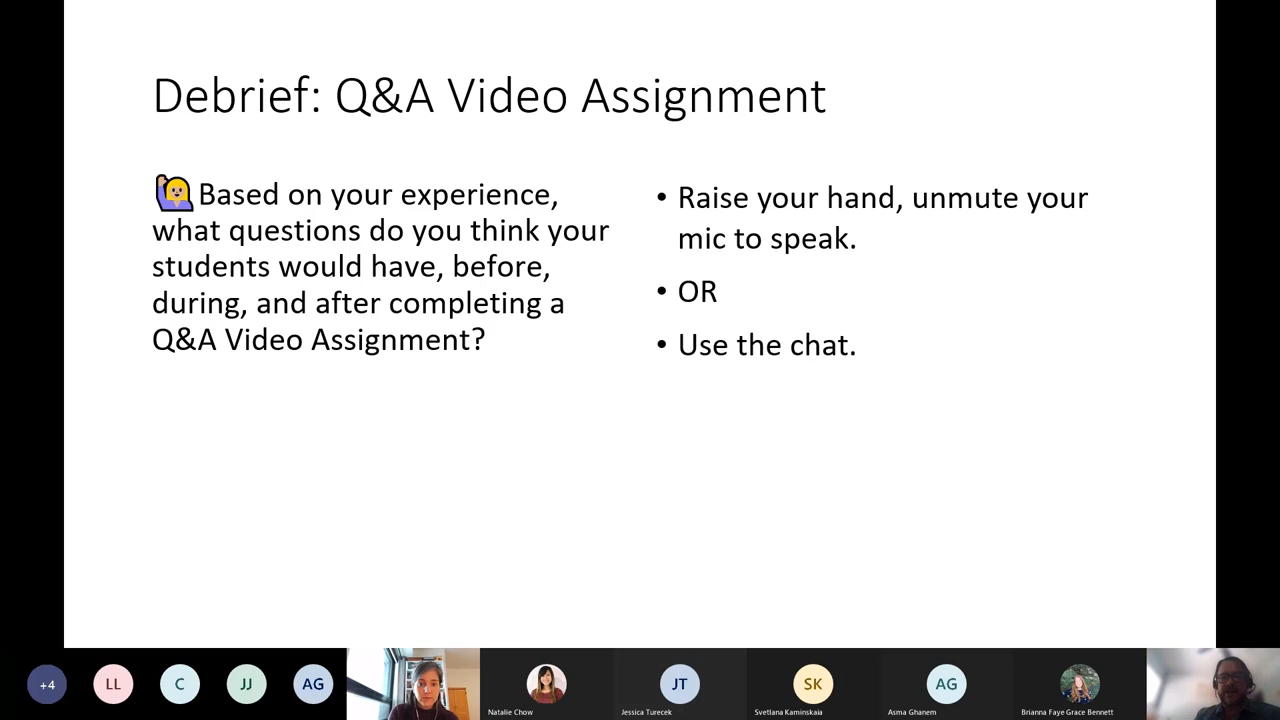 Debrief: Q&A Video Assignment
Based on your experience,
what questions do you think your
students would have, before,
during, and after completing a
Q&A Video Assignment?
• Raise your hand, unmute your
mic to speak.
• OR
• Use the chat.
+4
LL
C
JJ
AG
Natalie Chow
JT
Jessica Turecek
SK
Svetlana Kaminskaia
AG
Asma Ghanem
Brianna Faye Grace Bennett